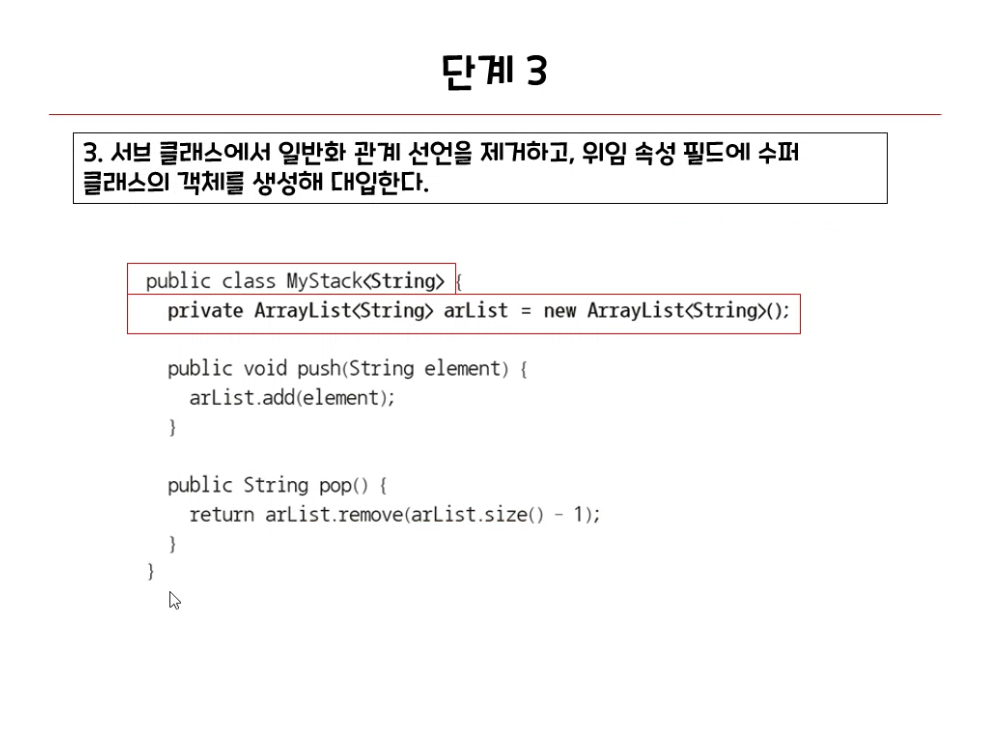 단계 3
3. 서브 클래스에서 일반화 관계 선언을 제거하고, 위임 속성 필드에 수퍼
클래스의 객체를 생성해 대입한다.
public class MyStack<String> {
private ArrayList<String> arList = new ArrayList<String>();
public void push(String element) {
arList.add(element);
}
public String pop() {
return arList.remove(arList.size() - 1);
}
}